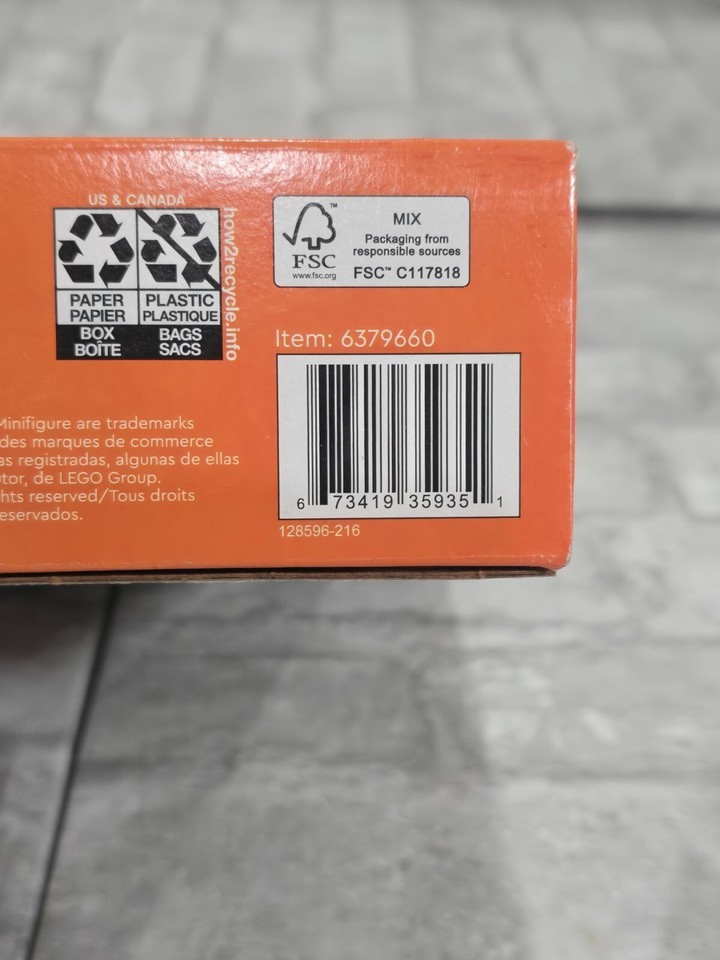 US & CANADA
PAPER
PAPIER
BOX
BOÎTE
PLASTIC
PLASTIQUE
BAGS
SACS
how2recycle.info
FSC™
www.fsc.org
MIX
Packaging from
responsible sources
FSC™ C117818
Item: 6379660
6 73419 35935 1
128596-216
Minifigure are trademarks
des marques de commerce
as registradas, algunas de ellas
tor, de LEGO Group.
hts reserved/Tous droits
eservados.